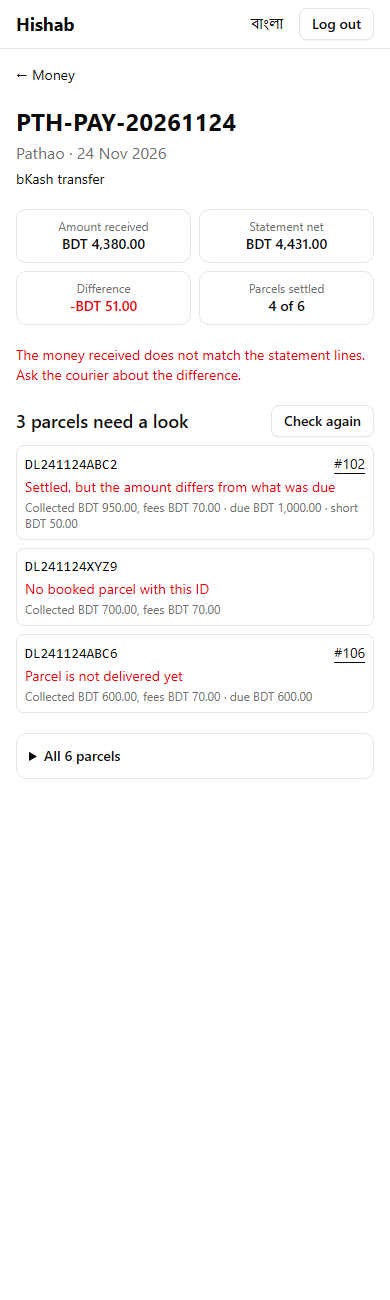 Hishab
বাংলা
Log out
← Money
PTH-PAY-20261124
Pathao · 24 Nov 2026
bKash transfer
Amount received
BDT 4,380.00
Statement net
BDT 4,431.00
Difference
-BDT 51.00
Parcels settled
4 of 6
The money received does not match the statement lines.
Ask the courier about the difference.
3 parcels need a look
Check again
DL241124ABC2
#102
Settled, but the amount differs from what was due
Collected BDT 950.00, fees BDT 70.00 · due BDT 1,000.00 · short
BDT 50.00
DL241124XYZ9
No booked parcel with this ID
Collected BDT 700.00, fees BDT 70.00
DL241124ABC6
#106
Parcel is not delivered yet
Collected BDT 600.00, fees BDT 70.00 · due BDT 600.00
▶ All 6 parcels